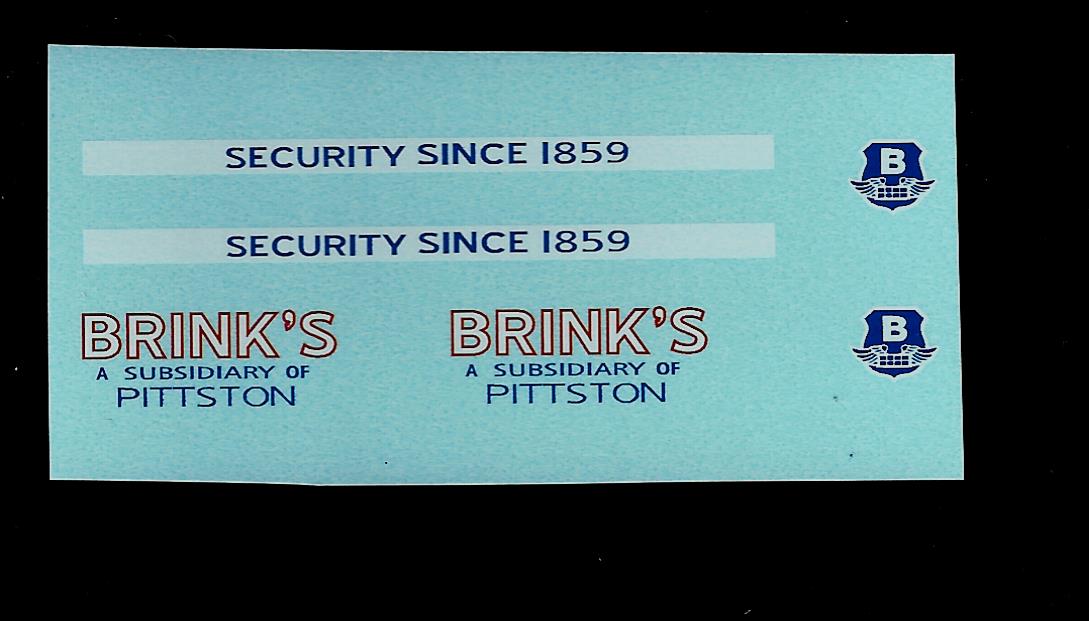 SECURITY SINCE 1859
B
SECURITY SINCE 1859
BRINK'S
A SUBSIDIARY OF
PITTSTON
BRINK'S
A SUBSIDIARY OF
PITTSTON
B